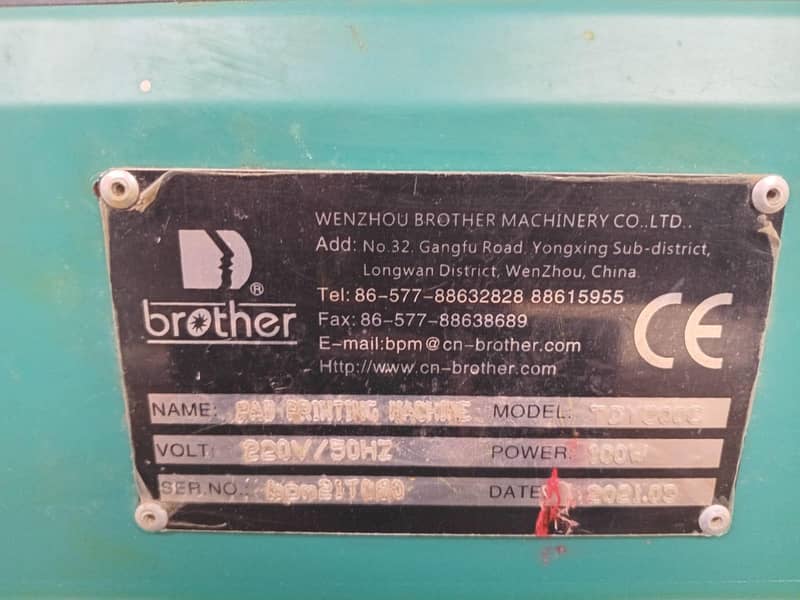 WENZHOU BROTHER MACHINERY CO.,LTD..
Add: No.32. Gangfu Road. Yongxing Sub-district,
Longwan District, WenZhou, China
Tel: 86-577-88632828 88615955
Fax: 86-577-88638689
E-mail:bpm@cn-brother.com
Http://www.cn-brother.com
brother
®
CE
NAME: PAD PRINTING MACHINE MODEL:
VOLT: 220V/50HZ POWER: 100W
SER.NO.: DATE: 2021.05